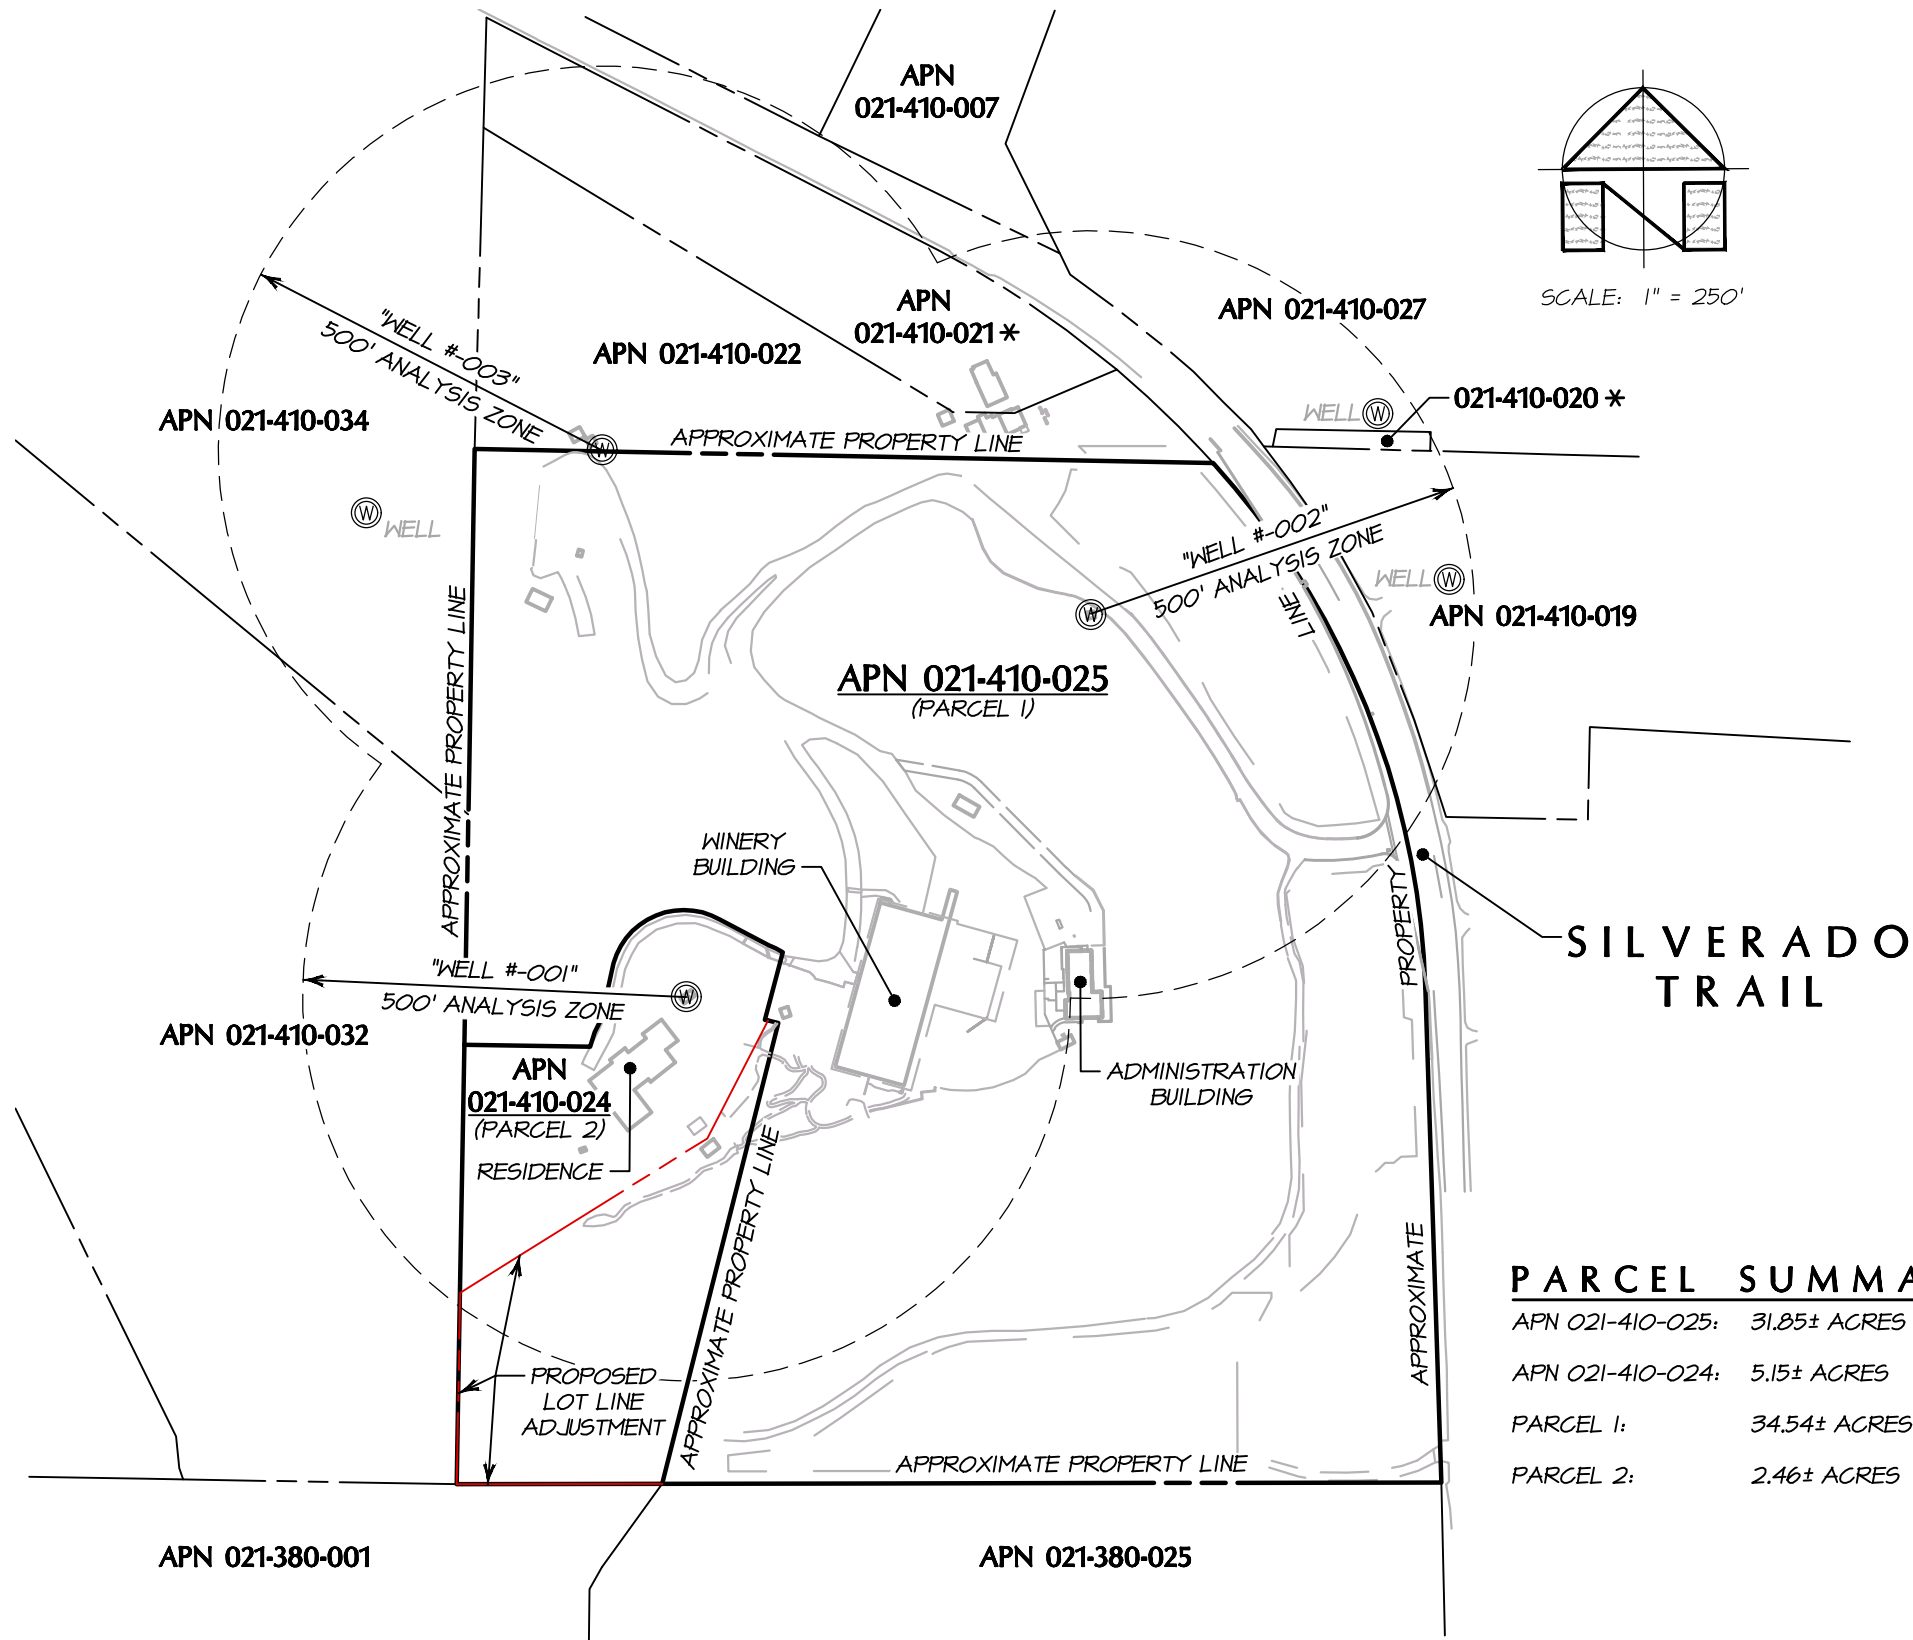 APN
021-410-007
SCALE: 1" = 250'
APN 021-410-027
APN
021-410-021 *
"WELL #-003"
500' ANALYSIS ZONE
APN 021-410-022
021-410-020 *
WELL W
APN 021-410-034
APPROXIMATE PROPERTY LINE
W
W
WELL
"WELL #-002"
500' ANALYSIS ZONE
WELL W
APN 021-410-019
W
LINE
APPROXIMATE PROPERTY LINE
APN 021-410-025
(PARCEL 1)
APPROXIMATE PROPERTY LINE
WINERY
BUILDING
PROPERTY
SILVERADO
TRAIL
"WELL #-001"
500' ANALYSIS ZONE
W
APN 021-410-032
APN
021-410-024
(PARCEL 2)
ADMINISTRATION
BUILDING
RESIDENCE
APPROXIMATE PROPERTY LINE
APPROXIMATE
PARCEL SUMMA
APN 021-410-025: 31.85± ACRES
APN 021-410-024: 5.15± ACRES
PARCEL 1: 34.54± ACRES
PARCEL 2: 2.46± ACRES
PROPOSED
LOT LINE
ADJUSTMENT
APPROXIMATE PROPERTY LINE
APN 021-380-001
APN 021-380-025